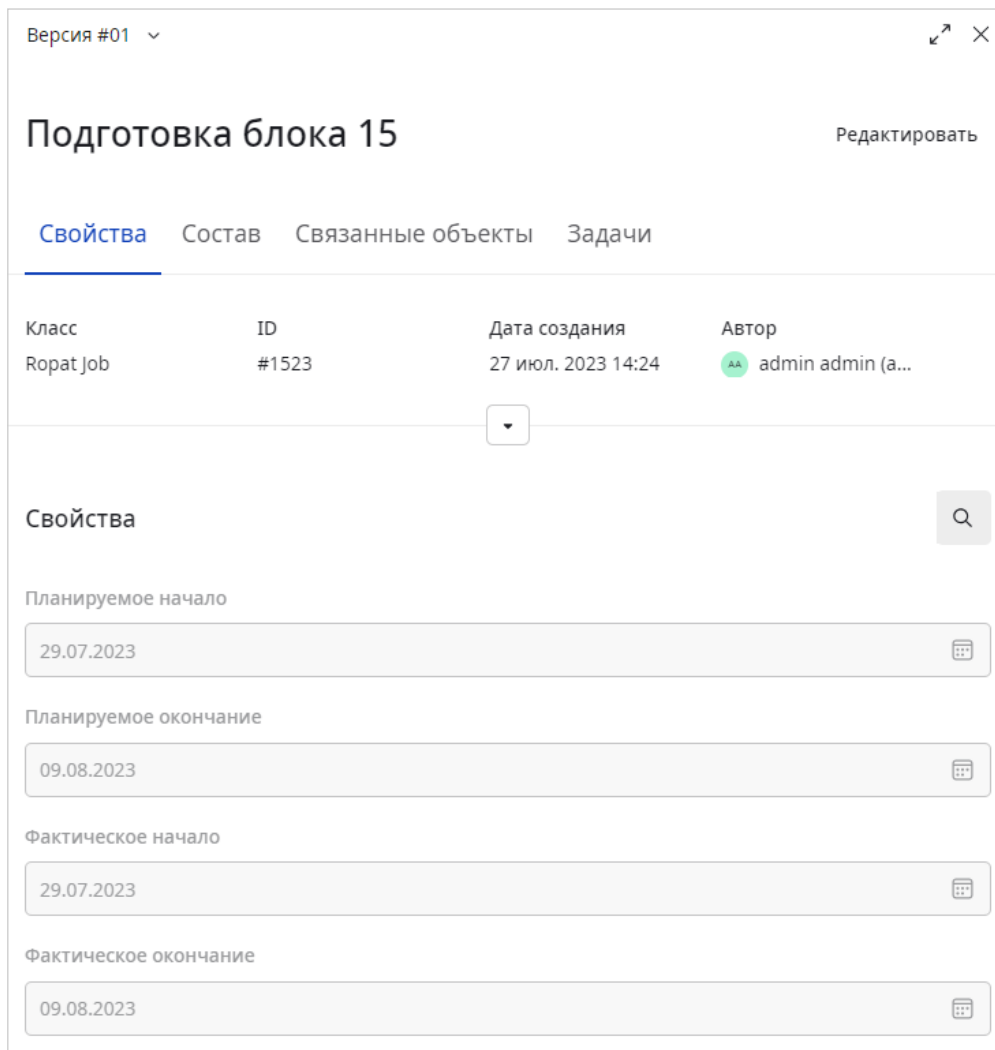 Версия #01
Подготовка блока 15
Редактировать
Свойства Состав Связанные объекты Задачи
Класс ID Дата создания Автор
Ropat Job #1523 27 июл. 2023 14:24 AA admin admin (a...
Свойства
Планируемое начало
29.07.2023
Планируемое окончание
09.08.2023
Фактическое начало
29.07.2023
Фактическое окончание
09.08.2023